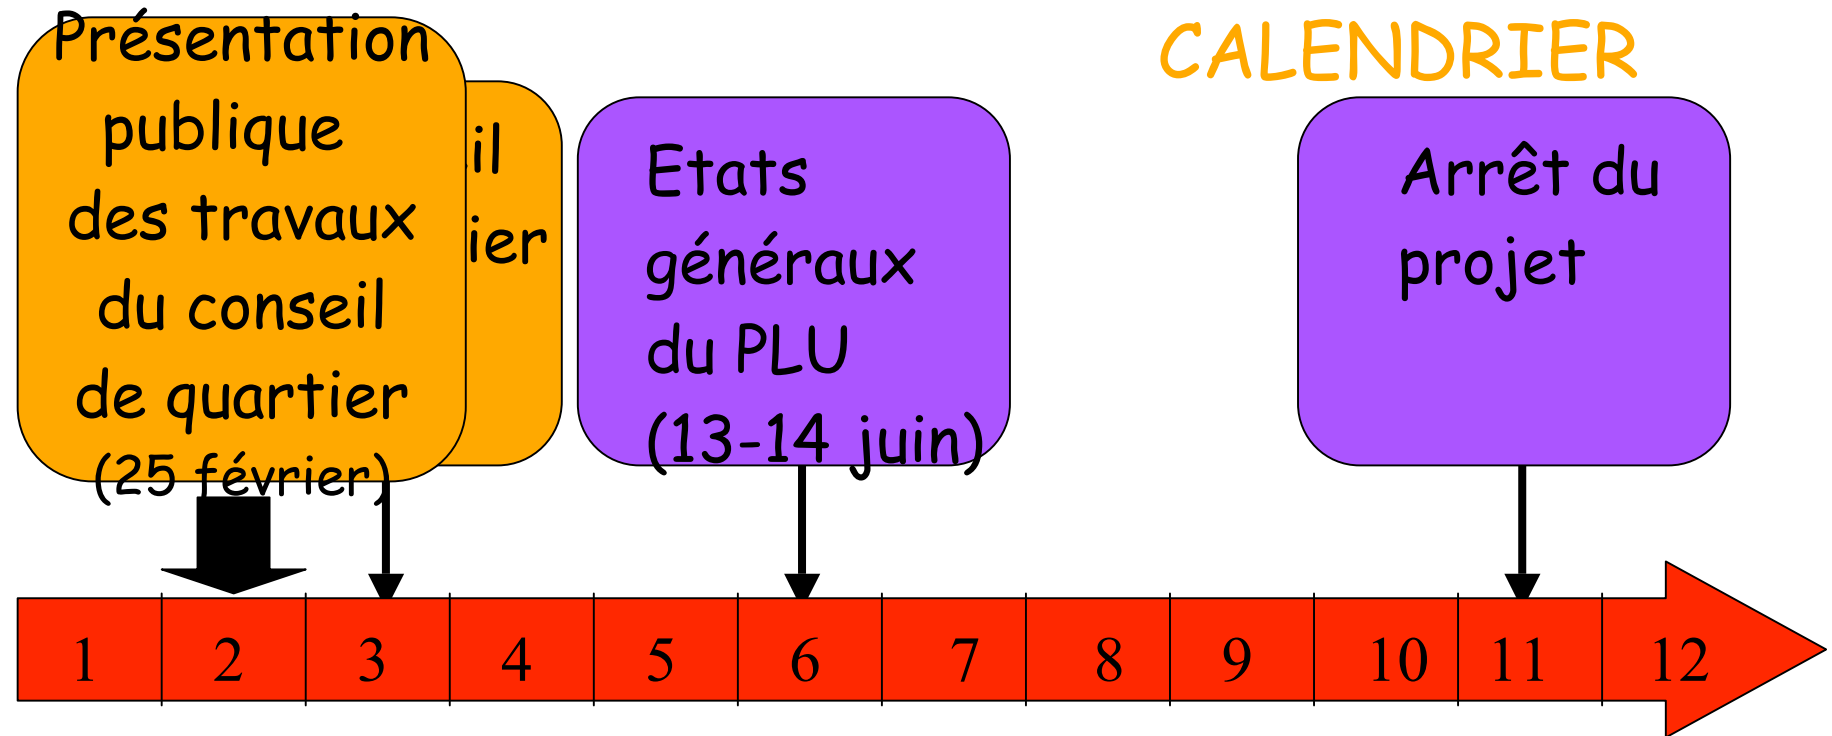 CALENDRIER
Présentation
publique
des travaux
du conseil
de quartier
(25 février)
il
ier
Etats
généraux
du PLU
(13-14 juin)
Arrêt du
projet
1 2 3 4 5 6 7 8 9 10 11 12